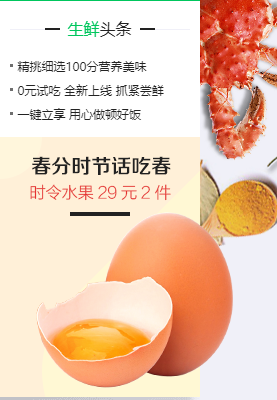 生鲜头条
精挑细选100分营养美味
0元试吃 全新上线 抓紧尝鲜
一键立享 用心做顿好饭
春分时节话吃春
时令水果 29 元 2 件